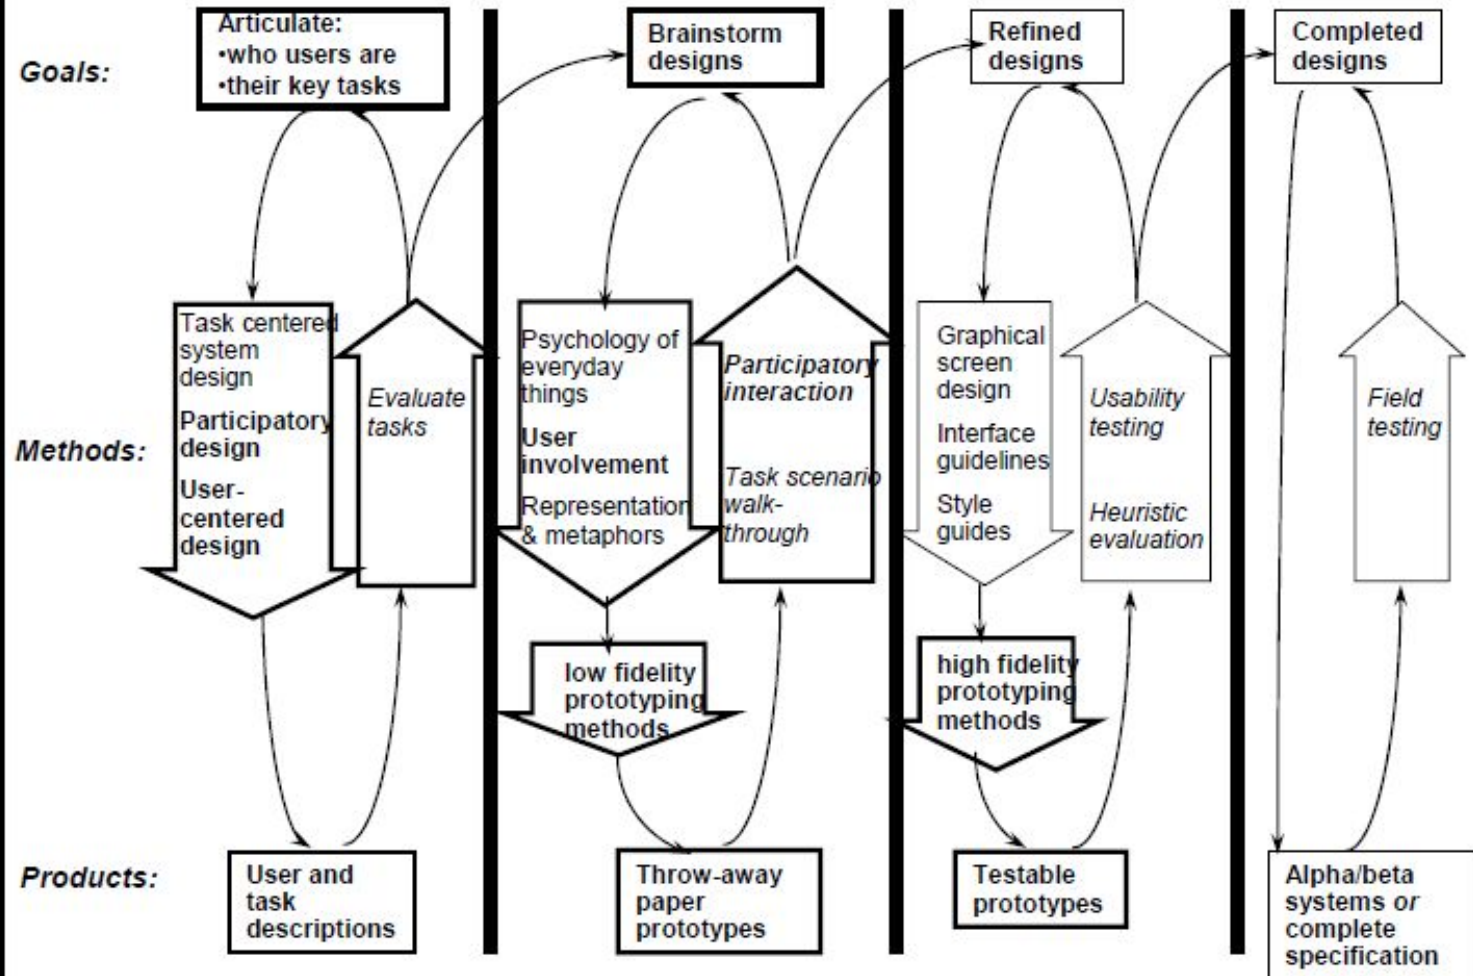 Goals:
Articulate:
•who users are
•their key tasks
Brainstorm
designs
Refined
designs
Completed
designs
Methods:
Task centered
system
design
Participatory
design
User-
centered
design
Evaluate
tasks
Psychology of
everyday
things
User
involvement
Representation
& metaphors
low fidelity
prototyping
methods
Participatory
interaction
Task scenario
walk-
through
Graphical
screen
design
Interface
guidelines
Style
guides
high fidelity
prototyping
methods
Usability
testing
Heuristic
evaluation
Field
testing
Products:
User and
task
descriptions
Throw-away
paper
prototypes
Testable
prototypes
Alpha/beta
systems or
complete
specification